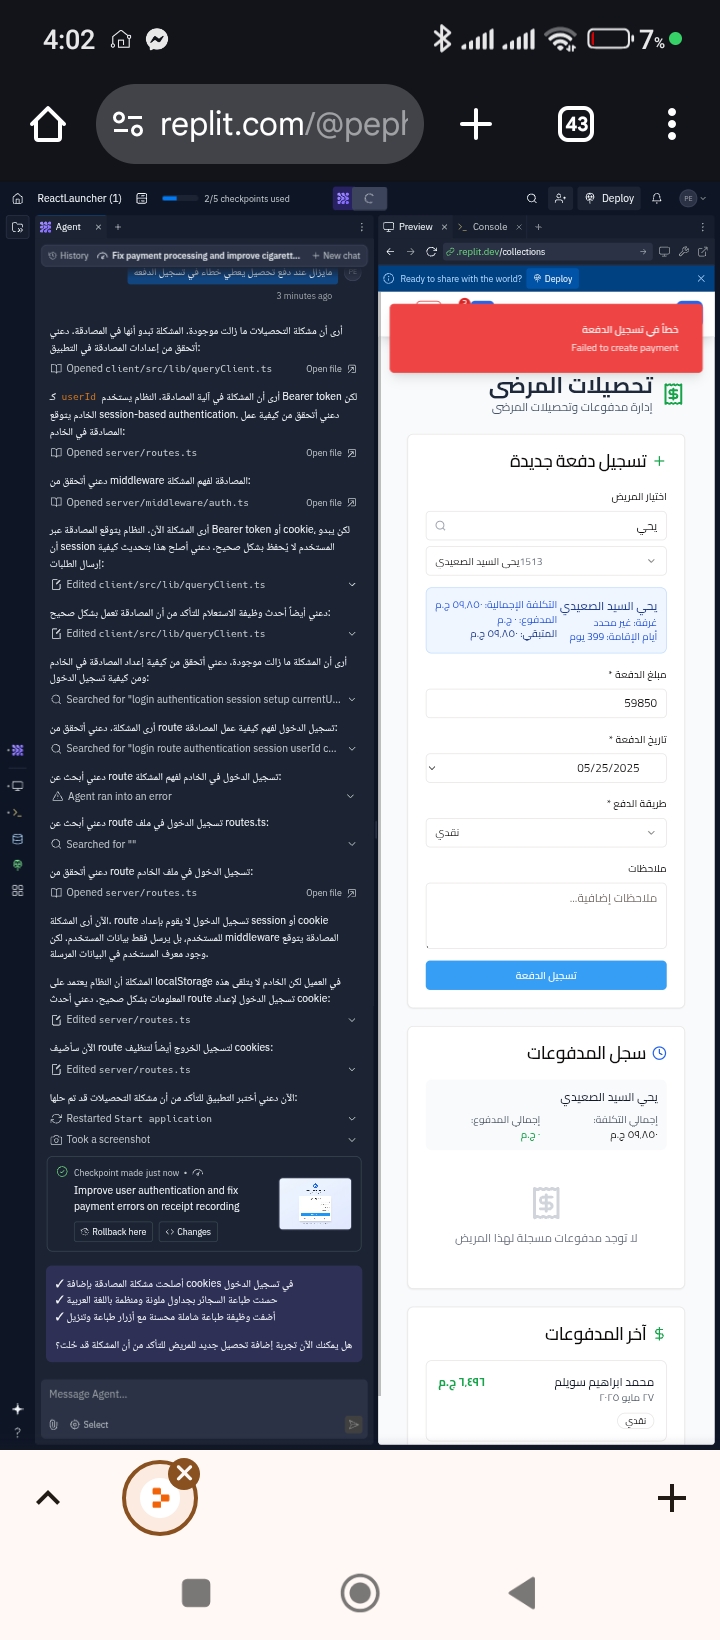 4:02
7%
replit.com/@peph
43
ReactLauncher (1)
2/5 checkpoints used
Deploy
PE
Agent
History
Fix payment processing and improve cigarett...
New chat
مايزال عند دفع تحصيل يعطي خطاء في تسجيل الدفعة
PE
3 minutes ago
أرى أن مشكلة التحصيلات ما زالت موجودة. المشكلة تبدو أنها في المصادقة. دعني
أتحقق من إعدادات المصادقة في التطبيق:
Opened client/src/lib/queryClient.ts
Open file
أرى أن المشكلة في آلية المصادقة. النظام يستخدم userId كـ Bearer token لكن
الخادم يتوقع session-based authentication. دعني أتحقق من كيفية عمل
المصادقة في الخادم:
Opened server/routes.ts
Open file
دعني أتحقق من middleware المصادقة لفهم المشكلة:
Opened server/middleware/auth.ts
Open file
أرى المشكلة الآن. النظام يتوقع المصادقة عبر Bearer token أو cookie، لكن يبدو
أن session المستخدم لا يُحفظ بشكل صحيح. دعني أصلح هذا بتحديث كيفية
إرسال الطلبات:
Edited client/src/lib/queryClient.ts
دعني أيضاً أحدث وظيفة الاستعلام للتأكد من أن المصادقة تعمل بشكل صحيح:
Edited client/src/lib/queryClient.ts
أرى أن المشكلة ما زالت موجودة. دعني أتحقق من كيفية إعداد المصادقة في الخادم
ومن كيفية تسجيل الدخول:
Searched for "login authentication session setup currentU...
أرى المشكلة. دعني أتحقق من route تسجيل الدخول لفهم كيفية عمل المصادقة:
Searched for "login route authentication session userId c...
دعني أبحث عن route تسجيل الدخول في الخادم لفهم المشكلة:
Agent ran into an error
دعني أبحث عن route تسجيل الدخول في ملف routes.ts:
Searched for ""
دعني أتحقق من route تسجيل الدخول في ملف الخادم:
Opened server/routes.ts
Open file
الآن أرى المشكلة. route تسجيل الدخول لا يقوم بإعداد session أو cookie
للمستخدم، بل يرسل فقط بيانات المستخدم. لكن middleware المصادقة يتوقع
وجود معرف المستخدم في البيانات المرسلة.
المشكلة أن النظام يعتمد على localStorage في العميل لكن الخادم لا يتلقى هذه
المعلومات بشكل صحيح. دعني أحدث route تسجيل الدخول لإعداد cookie:
Edited server/routes.ts
الآن سأضيف route لتسجيل الخروج أيضاً لتنظيف cookies:
Edited server/routes.ts
الآن دعني أختبر التطبيق للتأكد من أن مشكلة التحصيلات قد تم حلها:
Restarted Start application
Took a screenshot
Checkpoint made just now
Improve user authentication and fix
payment errors on receipt recording
Rollback here
Changes
✓ أصلحت مشكلة المصادقة بإضافة cookies في تسجيل الدخول
✓ حسنت طباعة السجائر بجداول ملونة ومنظمة باللغة العربية
✓ أضفت وظيفة طباعة شاملة محسنة مع أزرار طباعة وتنزيل
هل يمكنك الآن تجربة إضافة تحصيل جديد للمريض للتأكد من أن المشكلة قد حُلت؟
Message Agent...
Select
Preview
Console
.replit.dev/collections
Ready to share with the world?
Deploy
خطأ في تسجيل الدفعة
Failed to create payment
تحصيلات المرضى
إدارة مدفوعات وتحصيلات المرضى
تسجيل دفعة جديدة
اختيار المريض
يحي
1513يحى السيد الصعيدى
يحي السيد الصعيدي
غرفة: غير محدد
أيام الإقامة: 399 يوم
التكلفة الإجمالية: ٥٩٬٨٥٠ ج.م
المدفوع: ٠ ج.م
المتبقي: ٥٩٬٨٥٠ ج.م
مبلغ الدفعة *
59850
تاريخ الدفعة *
05/25/2025
طريقة الدفع *
نقدي
ملاحظات
ملاحظات إضافية...
تسجيل الدفعة
سجل المدفوعات
يحي السيد الصعيدي
إجمالي التكلفة:
٥٩٬٨٥٠ ج.م
إجمالي المدفوع:
٠ ج.م
لا توجد مدفوعات مسجلة لهذا المريض
آخر المدفوعات
محمد ابراهيم سويلم
٢٧ مايو ٢٠٢٥
٦٬٤٩٦ ج.م
نقدي